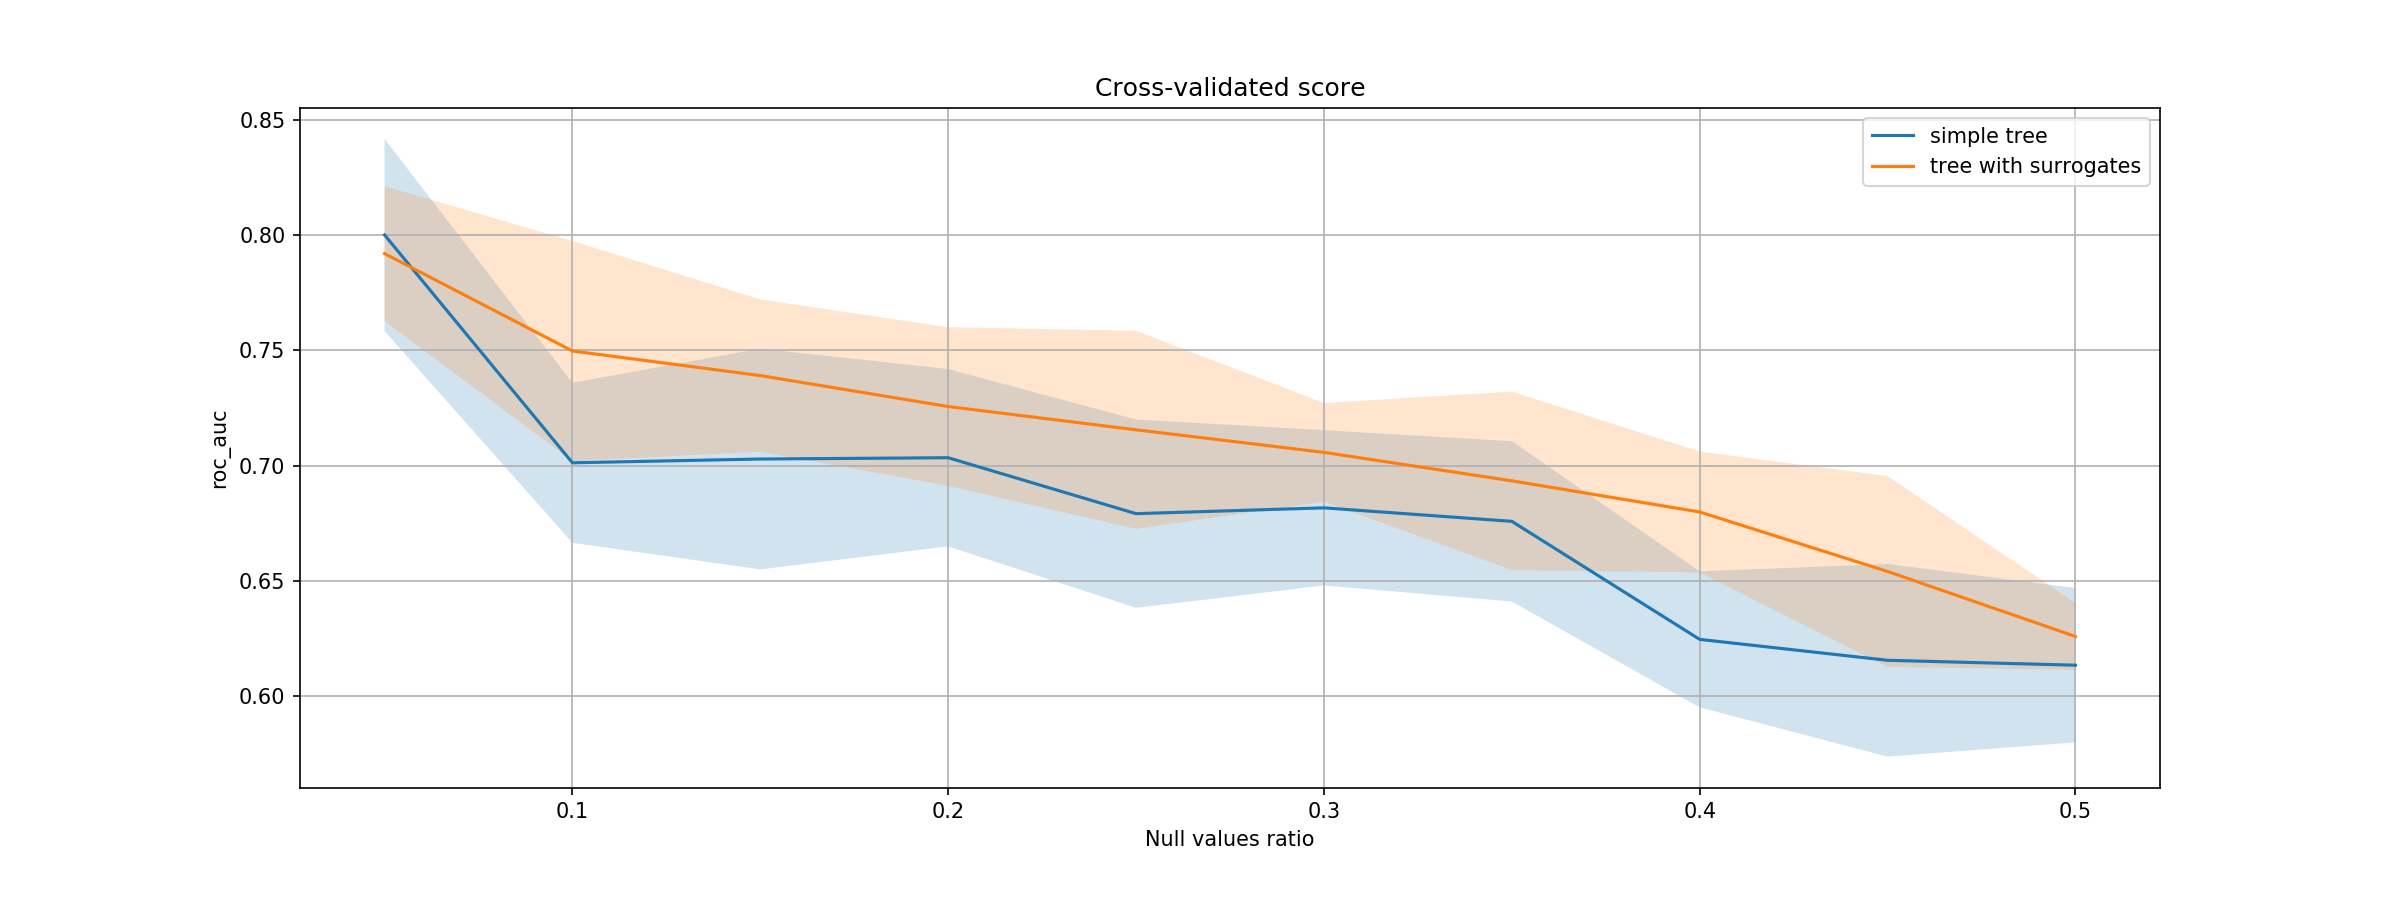 Cross-validated score
simple tree
tree with surrogates
roc_auc
0.85
0.80
0.75
0.70
0.65
0.60
0.1 0.2 0.3 0.4 0.5
Null values ratio